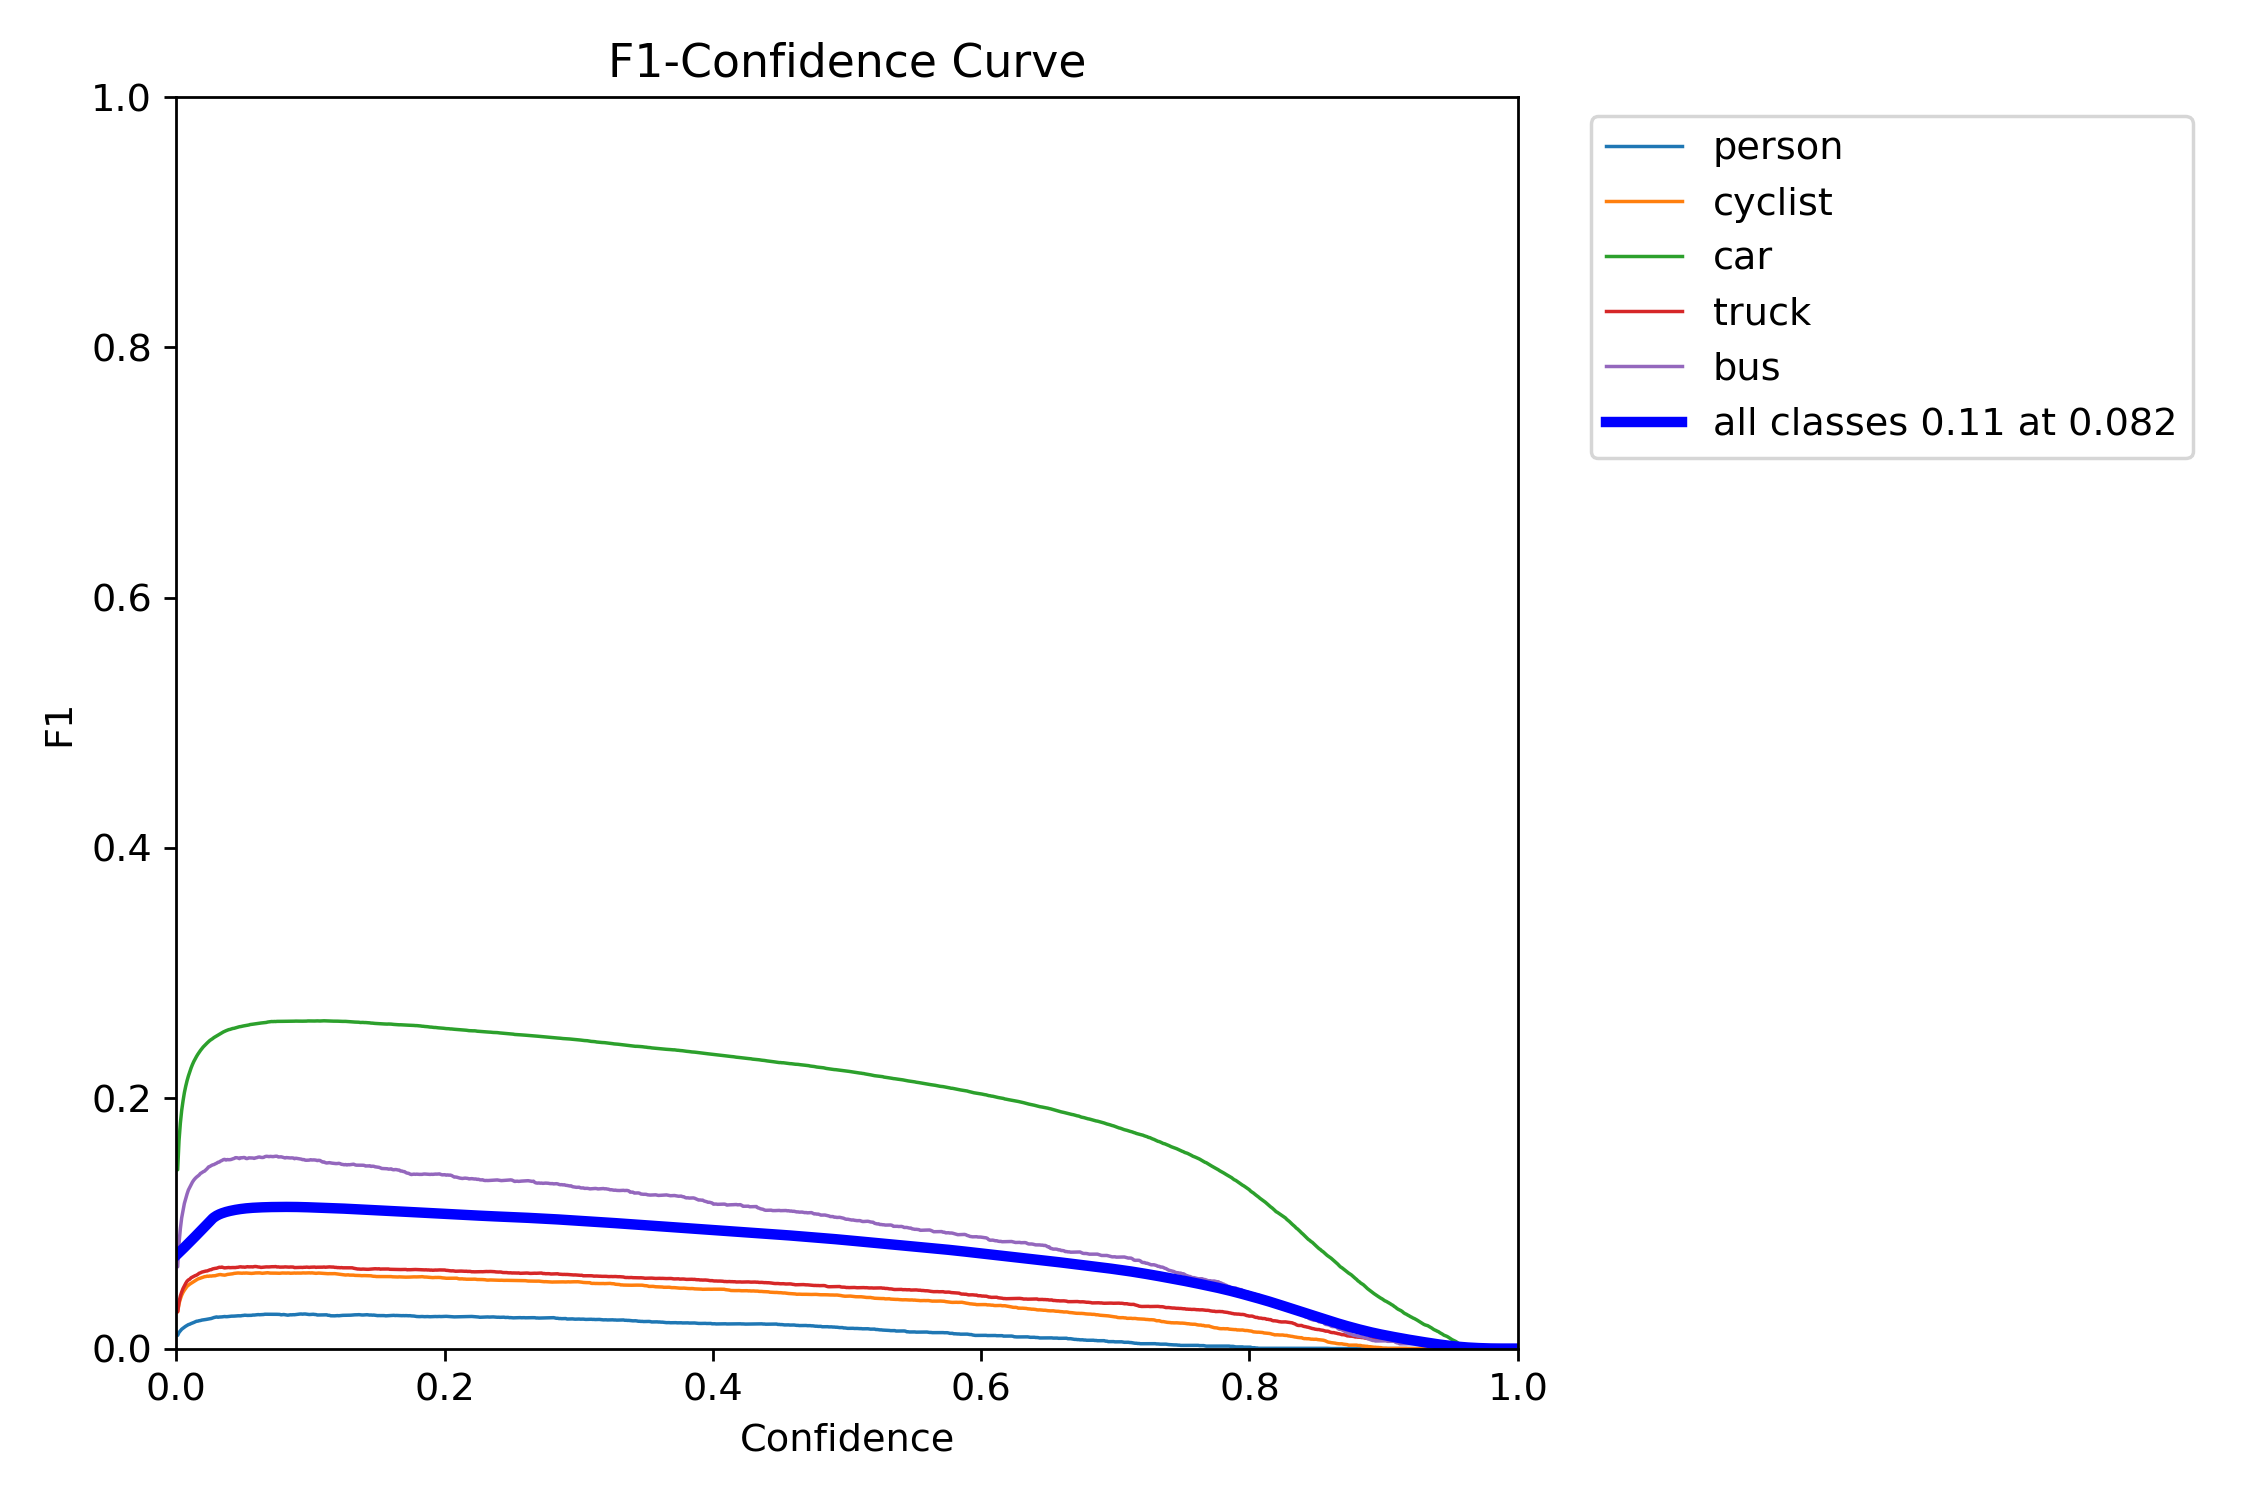 F1-Confidence Curve
1.0
0.8
0.6
0.4
0.2
0.0
F1
0.0 0.2 0.4 0.6 0.8 1.0
Confidence
person
cyclist
car
truck
bus
all classes 0.11 at 0.082